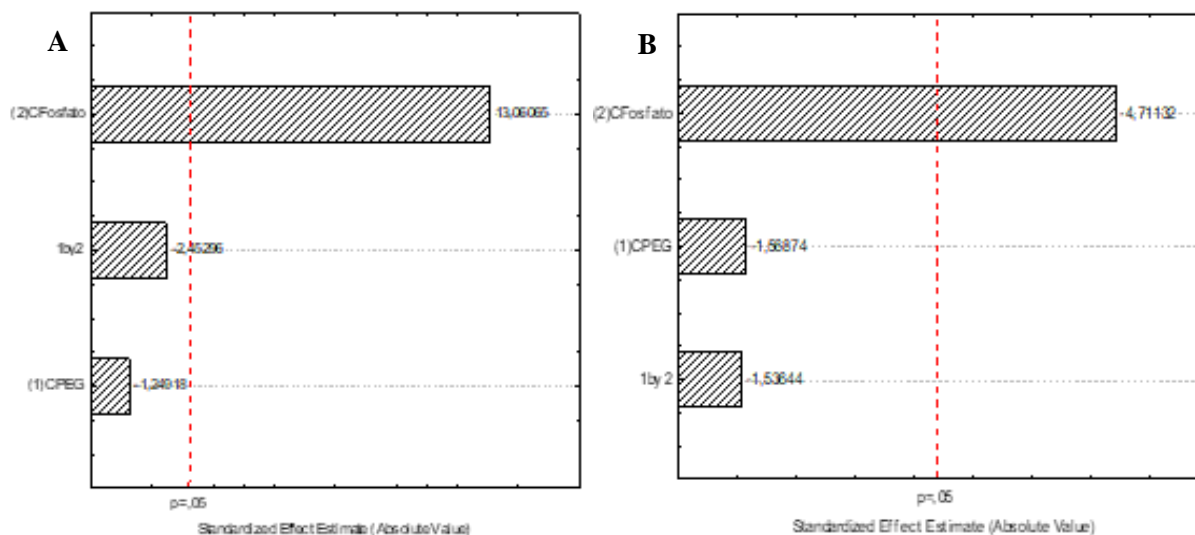 A
(2)CFosfato
13,06065
1by2
-2,45296
(1)CPEG
-1,24918
p=,05
Standardized Effect Estimate (Absolute Value)
B
(2)CFosfato
-4,71132
(1)CPEG
-1,56874
1by 2
-1,53644
p=,05
Standardized Effect Estimate (Absolute Value)